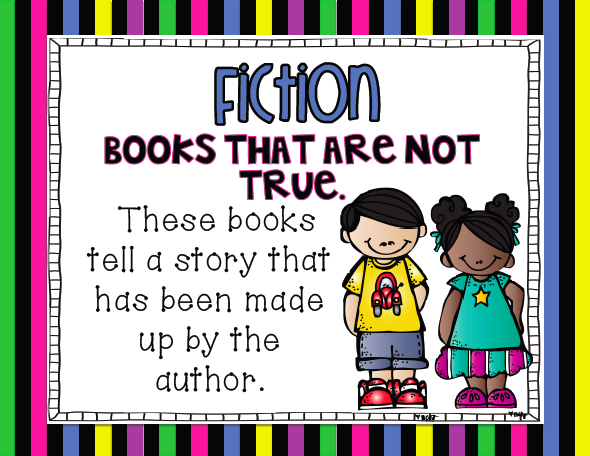 Fiction
BOOKS THAT ARE NOT
TRUE.
These books
tell a story that
has been made
up by the
author.